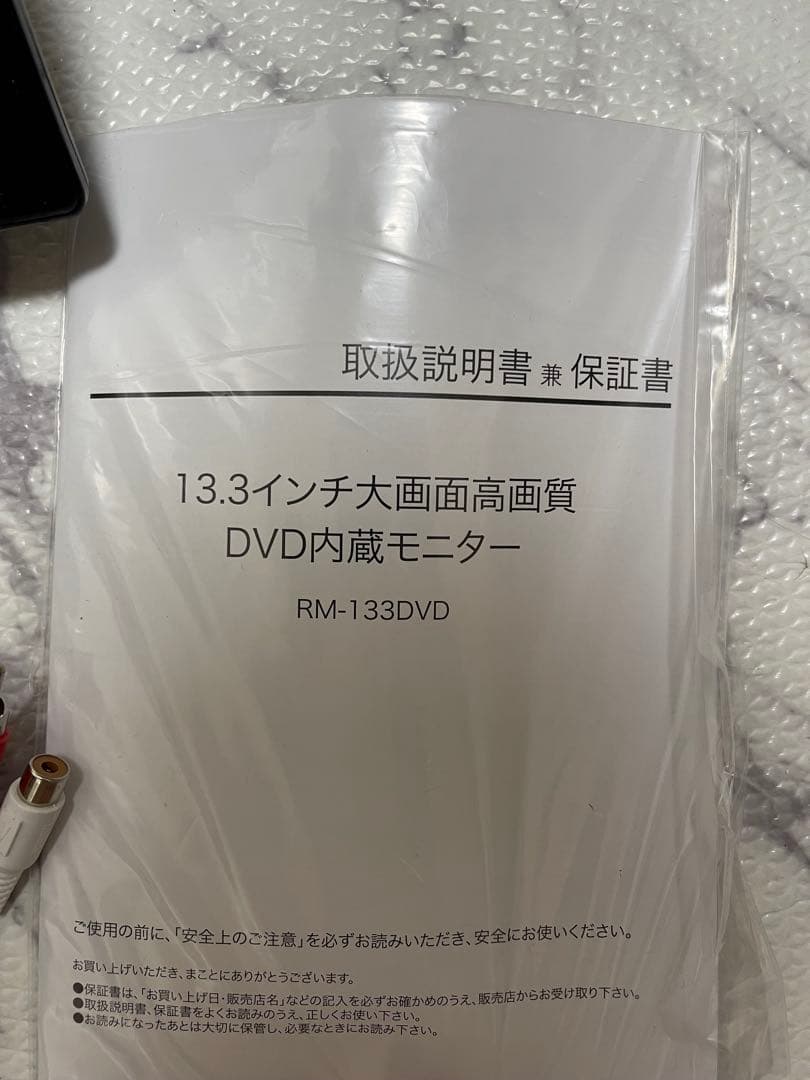 取扱説明書 兼 保証書
13.3インチ大画面高画質
DVD内蔵モニター
RM-133DVD
ご使用の前に、「安全上のご注意」を必ずお読みいただき、安全にお使いください。
お買い上げいただき、まことにありがとうございます。
●保証書は、「お買い上げ日・販売店名」などの記入を必ずお確かめのうえ、販売店からお受け取り下さい。
●取扱説明書、保証書をよくお読みのうえ、正しくお使い下さい。
●お読みになったあとは大切に保管し、必要なときにお読み下さい。